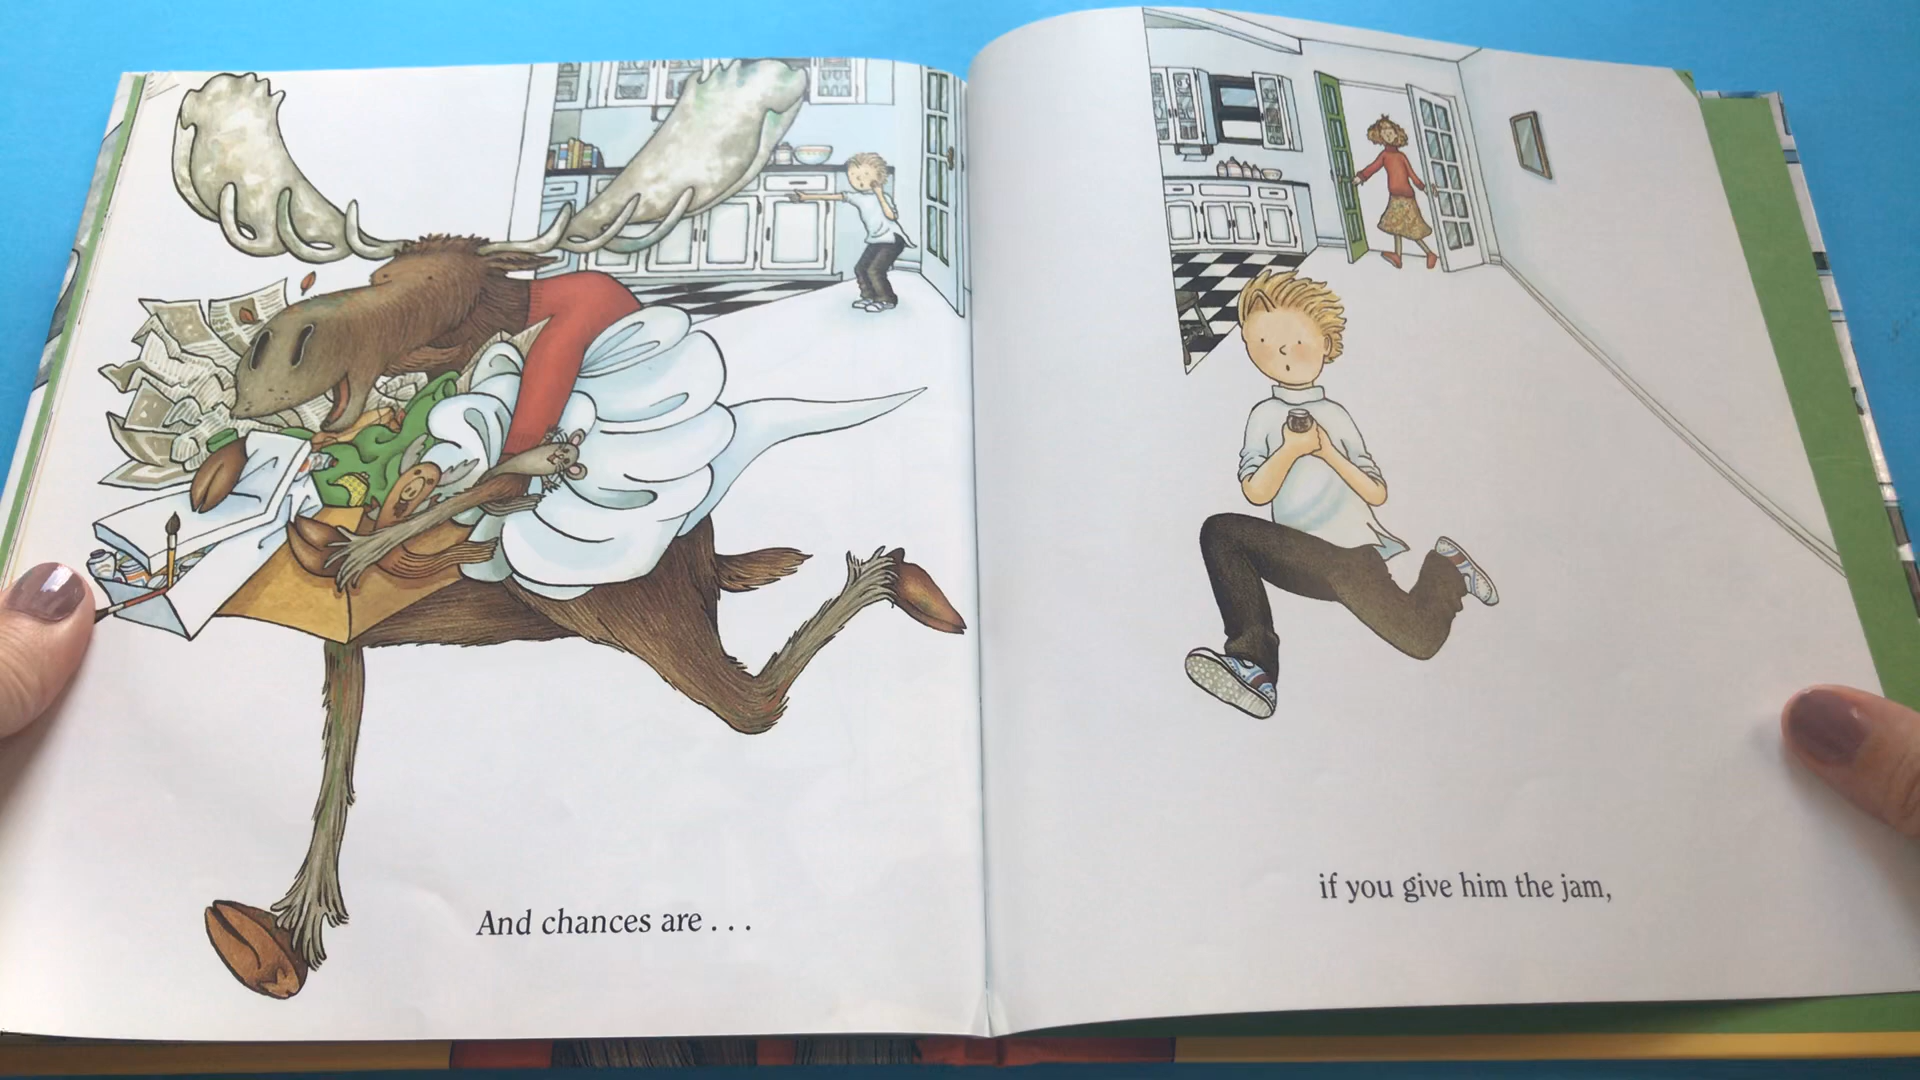 And chances are . . .
if you give him the jam,